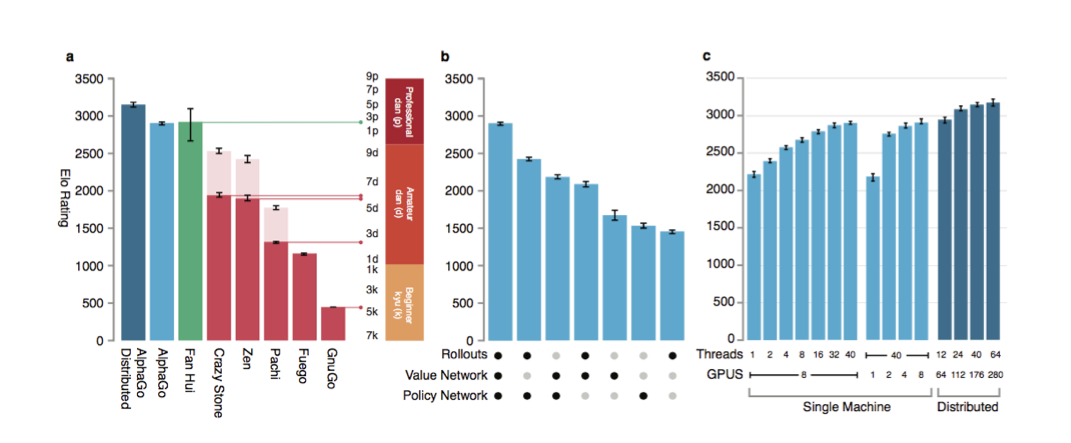 a
Elo Rating
3500
3000
2500
2000
1500
1000
500
0
AlphaGo
Distributed
AlphaGo
Fan Hui
Crazy Stone
Zen
Pachi
Fuego
GnuGo
9p
7p
5p
3p
1p
9d
7d
5d
3d
1d
1k
3k
5k
7k
Professional
dan (p)
Amateur
dan (d)
Beginner
kyu (k)
b
3500
3000
2500
2000
1500
1000
500
0
Rollouts
Value Network
Policy Network
c
3500
3000
2500
2000
1500
1000
500
0
Threads 1 2 4 8 16 32 40 40 12 24 40 64
GPUS 8 1 2 4 8 64 112 176 280
Single Machine Distributed